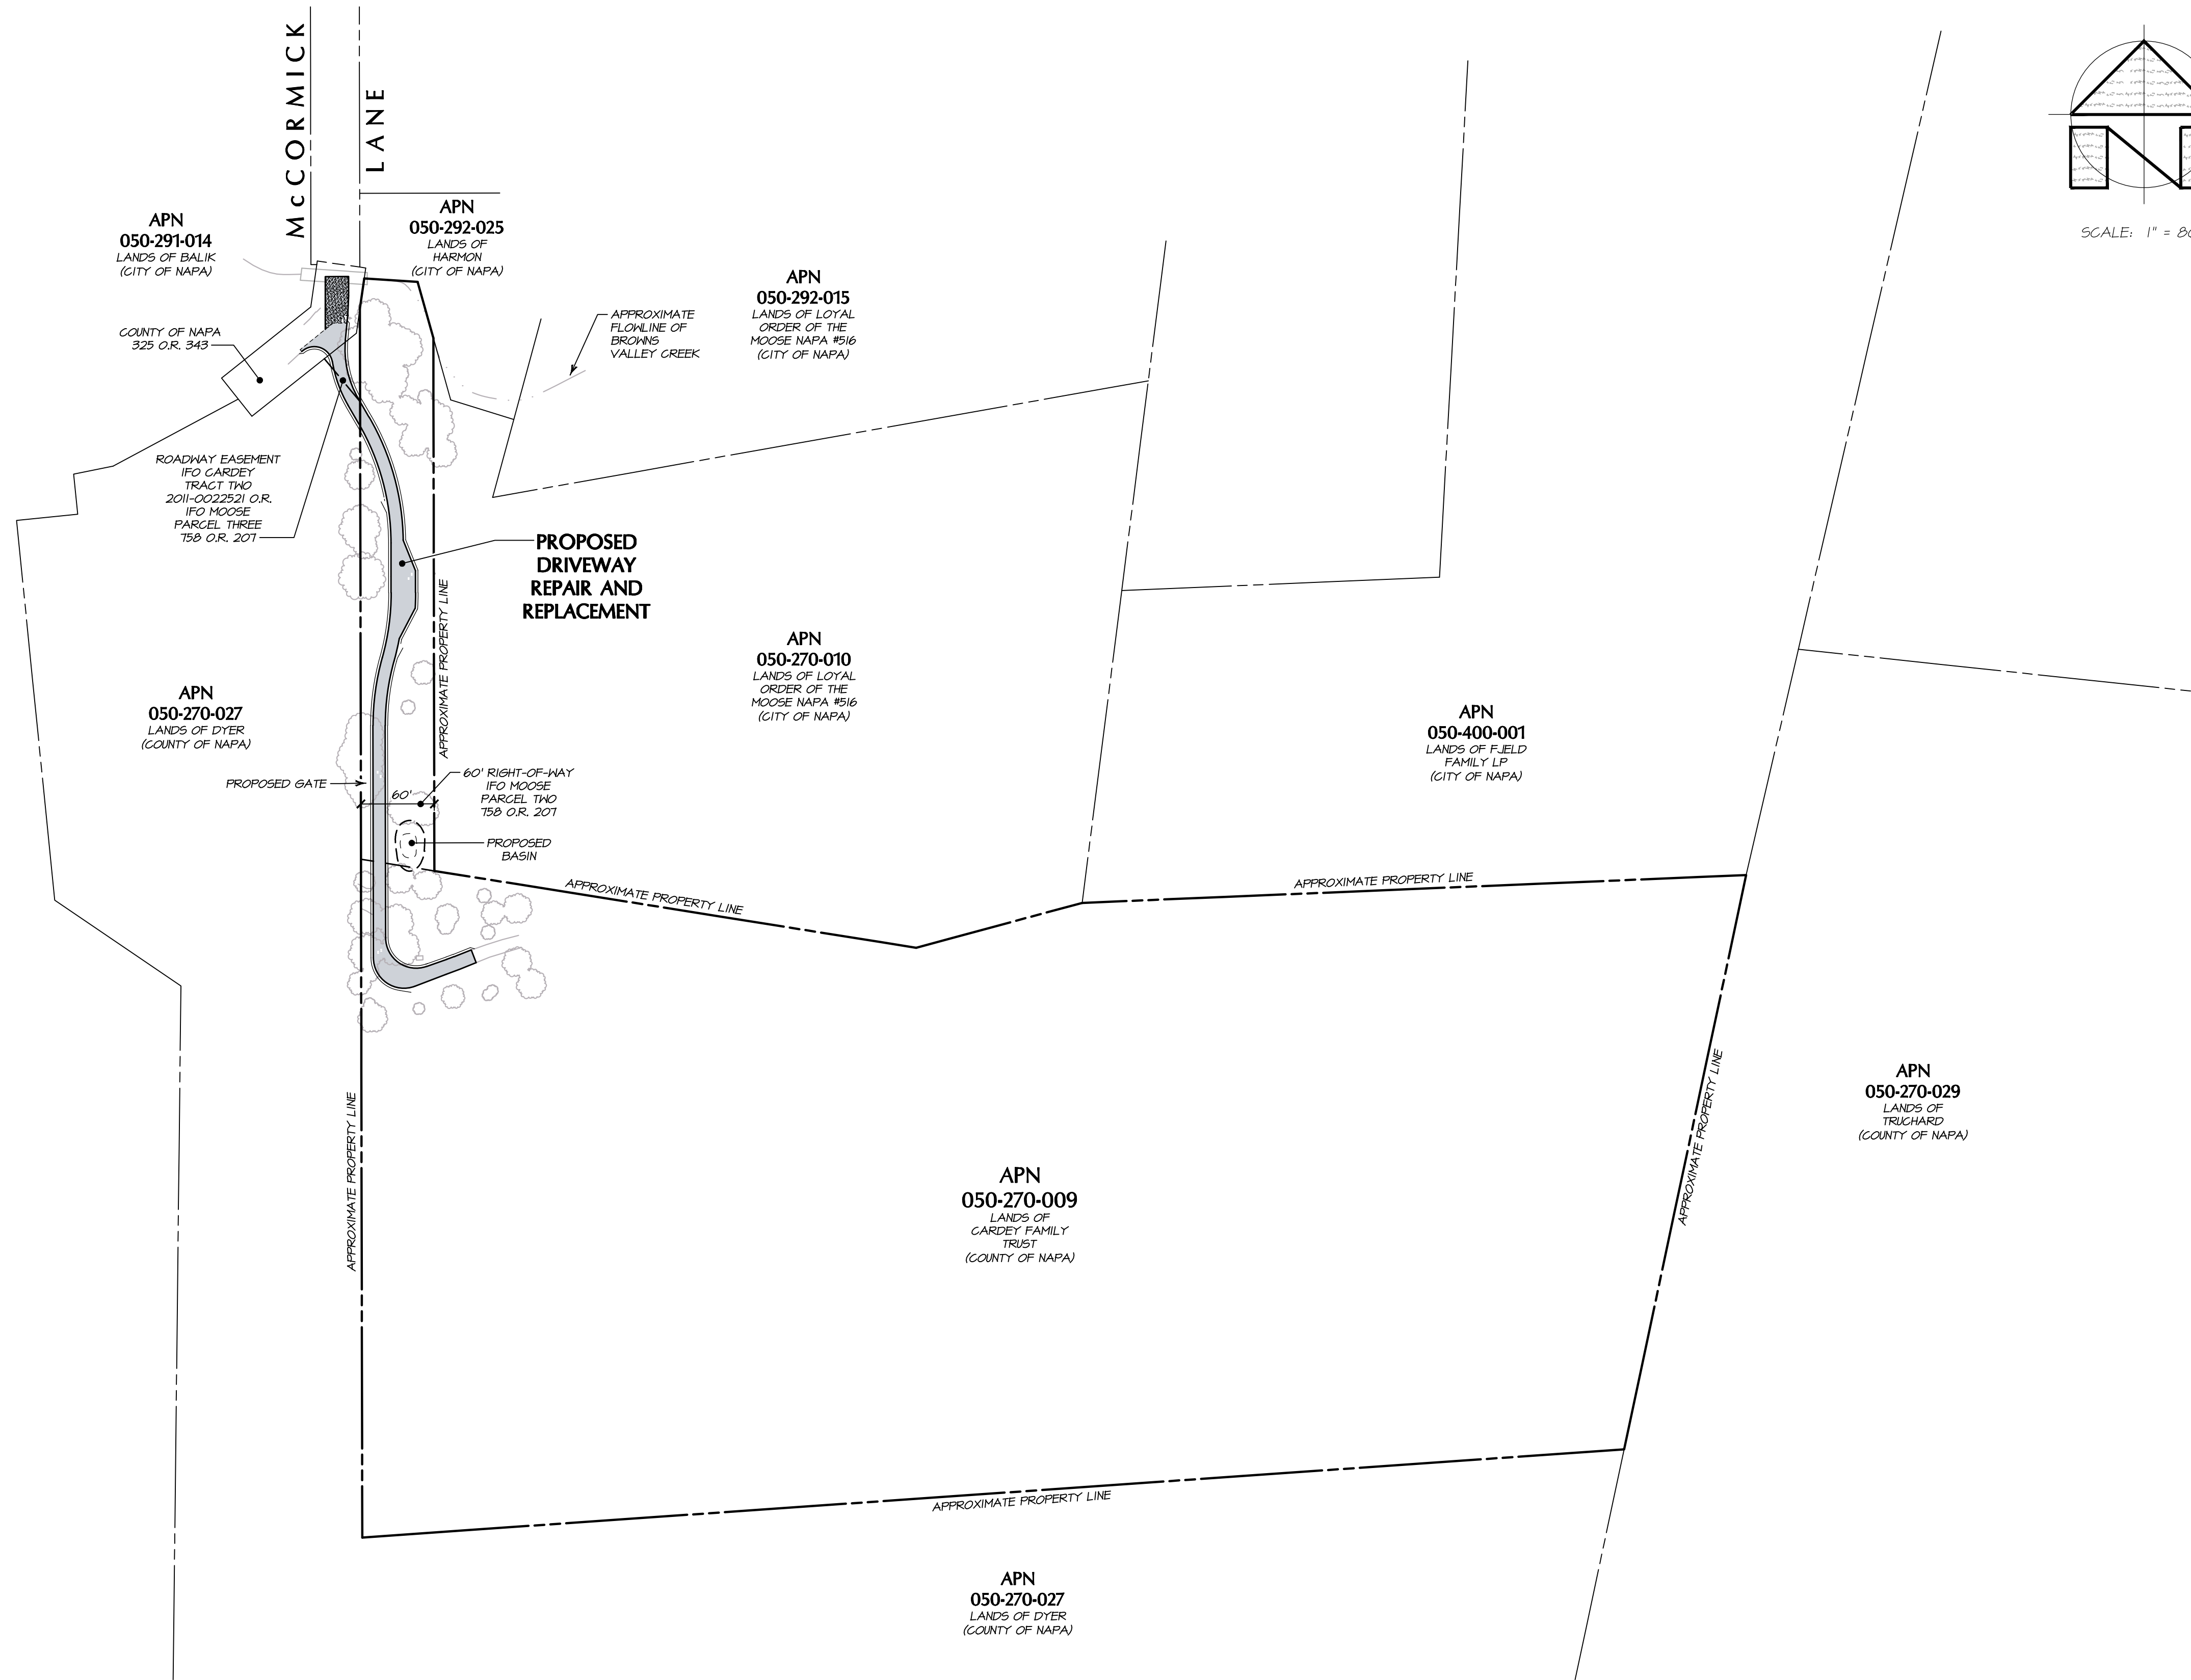 McCORMICK
LANE
APN
050-291-014
LANDS OF BALIK
(CITY OF NAPA)
APN
050-292-025
LANDS OF
HARMON
(CITY OF NAPA)
SCALE: 1" =
APN
050-292-015
LANDS OF LOYAL
ORDER OF THE
MOOSE NAPA #516
(CITY OF NAPA)
APPROXIMATE
FLOWLINE OF
BROWNS
VALLEY CREEK
COUNTY OF NAPA
325 O.R. 343
ROADWAY EASEMENT
IFO CARDEY
TRACT TWO
2011-0022521 O.R.
IFO MOOSE
PARCEL THREE
758 O.R. 207
PROPOSED
DRIVEWAY
REPAIR AND
REPLACEMENT
APPROXIMATE PROPERTY LINE
APN
050-270-010
LANDS OF LOYAL
ORDER OF THE
MOOSE NAPA #516
(CITY OF NAPA)
APN
050-270-027
LANDS OF DYER
(COUNTY OF NAPA)
APN
050-400-001
LANDS OF FJELD
FAMILY LP
(CITY OF NAPA)
PROPOSED GATE
60'
60' RIGHT-OF-WAY
IFO MOOSE
PARCEL TWO
758 O.R. 207
PROPOSED
BASIN
APPROXIMATE PROPERTY LINE
APPROXIMATE PROPERTY LINE
APPROXIMATE PROPERTY LINE
APPROXIMATE PROPERTY LINE
APN
050-270-029
LANDS OF
TRUCHARD
(COUNTY OF NAPA)
APN
050-270-009
LANDS OF
CARDEY FAMILY
TRUST
(COUNTY OF NAPA)
APPROXIMATE PROPERTY LINE
APN
050-270-027
LANDS OF DYER
(COUNTY OF NAPA)